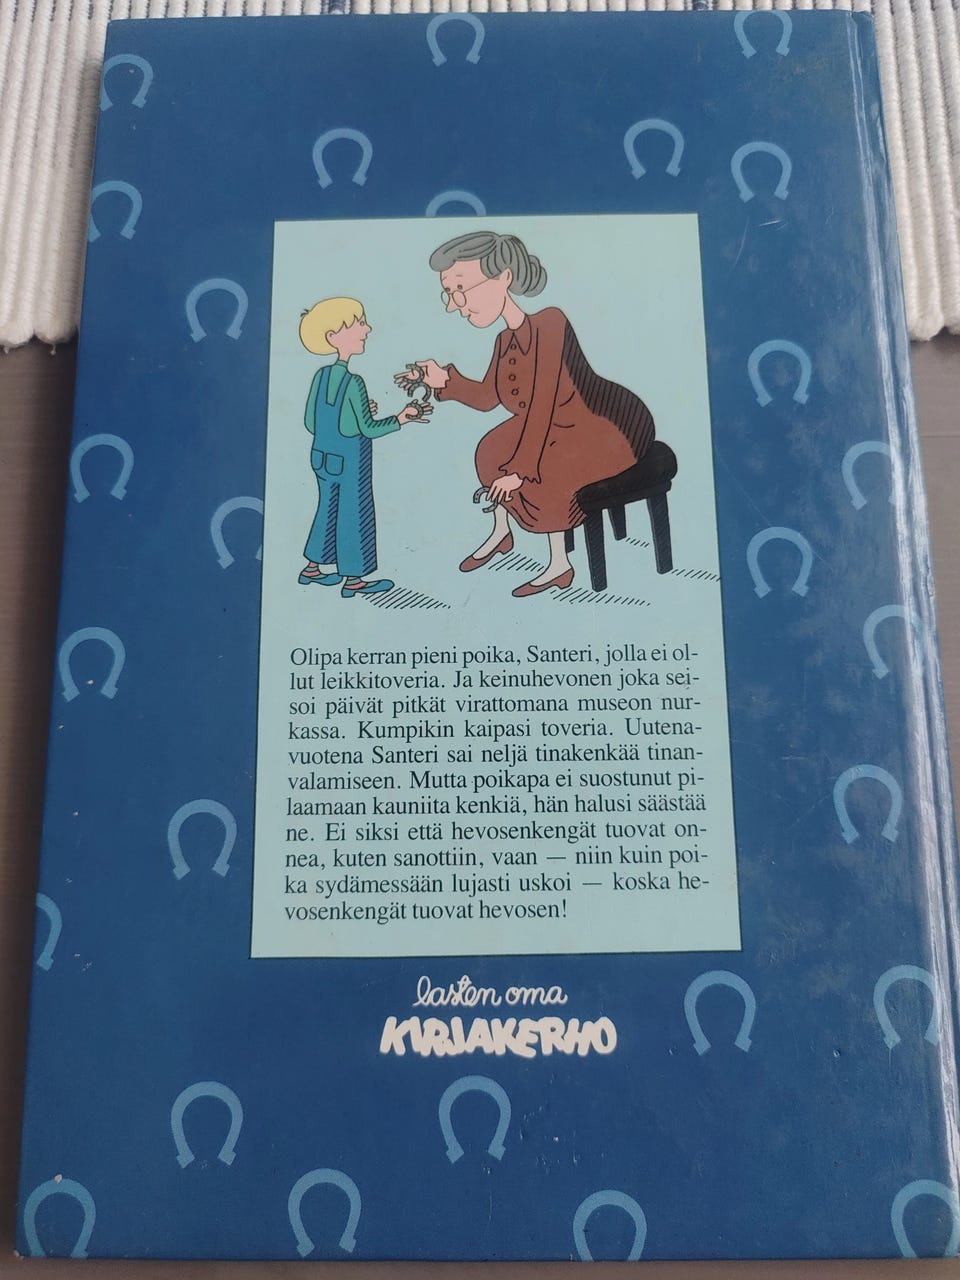 Olipa kerran pieni poika, Santeri, jolla ei ol-
lut leikkitoveria. Ja keinuhevonen joka sei-
soi päivät pitkät virattomana museon nur-
kassa. Kumpikin kaipasi toveria. Uutena-
vuotena Santeri sai neljä tinakenkää tinan-
valamiseen. Mutta poikapa ei suostunut pi-
laamaan kauniita kenkiä, hän halusi säästää
ne. Ei siksi että hevosenkengät tuovat on-
nea, kuten sanottiin, vaan — niin kuin poi-
ka sydämessään lujasti uskoi — koska he-
vosenkengät tuovat hevosen!
lasten oma
KIRJAKERHO